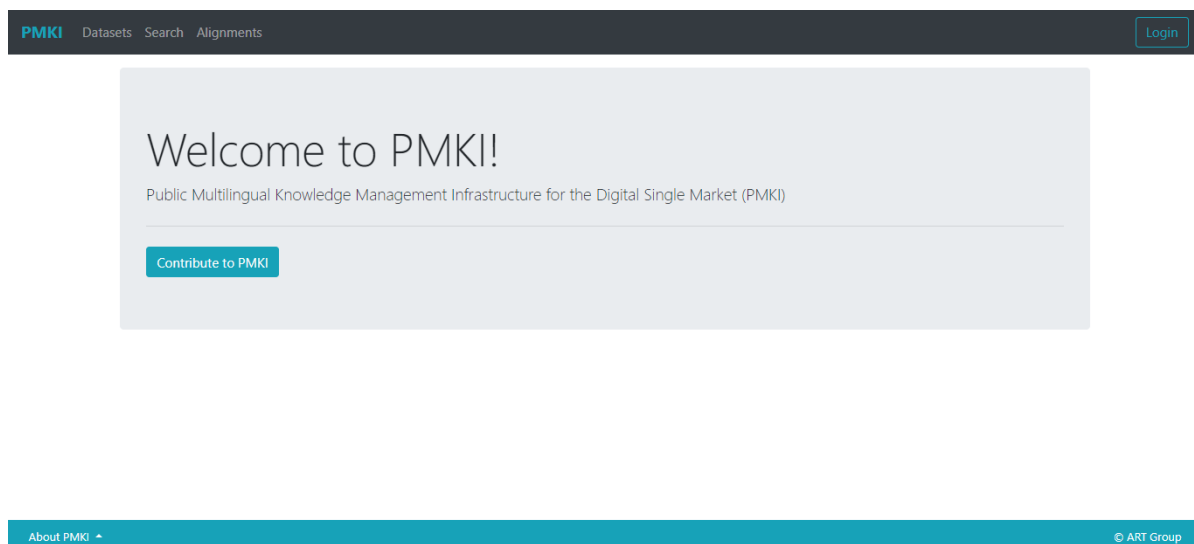 PMKI Datasets Search Alignments Login
Welcome to PMKI!
Public Multilingual Knowledge Management Infrastructure for the Digital Single Market (PMKI)
Contribute to PMKI
About PMKI © ART Group